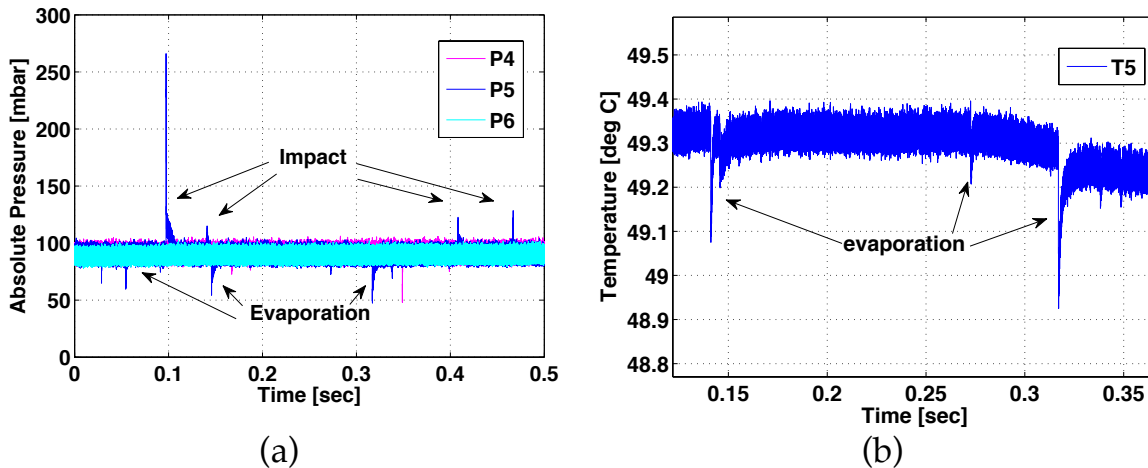 300
250
200
150
100
50
0
Absolute Pressure [mbar]
P4
P5
P6
Impact
Evaporation
0 0.1 0.2 0.3 0.4 0.5
Time [sec]
(a)
49.5
49.4
49.3
49.2
49.1
49
48.9
48.8
Temperature [deg C]
T5
evaporation
0.15 0.2 0.25 0.3 0.35
Time [sec]
(b)